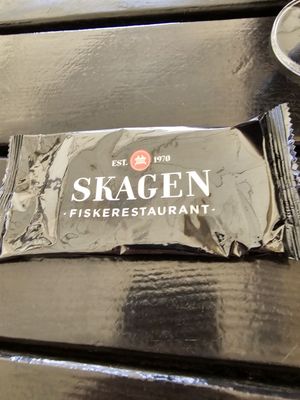 EST. 1970
SKAGEN
· FISKERESTAURANT ·